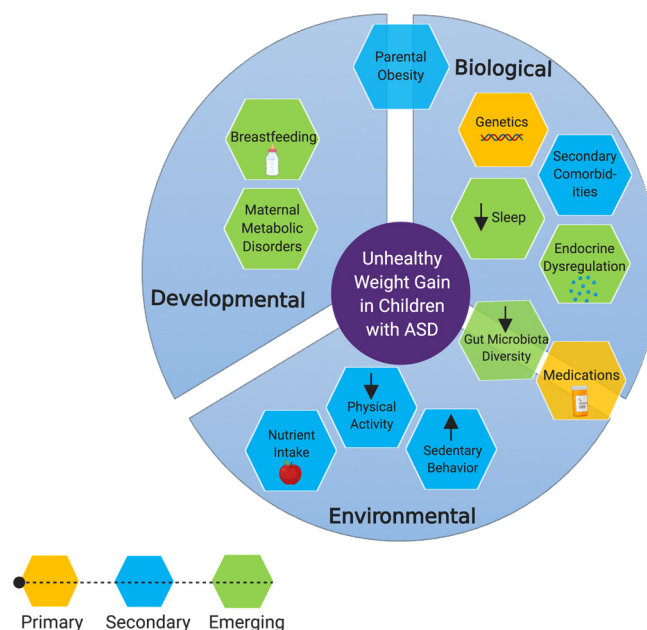 Parental
Obesity
Biological
Genetics
Breastfeeding
Secondary
Comorbid-
ities
Maternal
Metabolic
Disorders
Sleep
Endocrine
Dysregulation
Developmental
Unhealthy
Weight Gain
in Children
with ASD
Gut Microbiota
Diversity
Medications
Physical
Activity
Nutrient
Intake
Sedentary
Behavior
Environmental
Primary
Secondary
Emerging